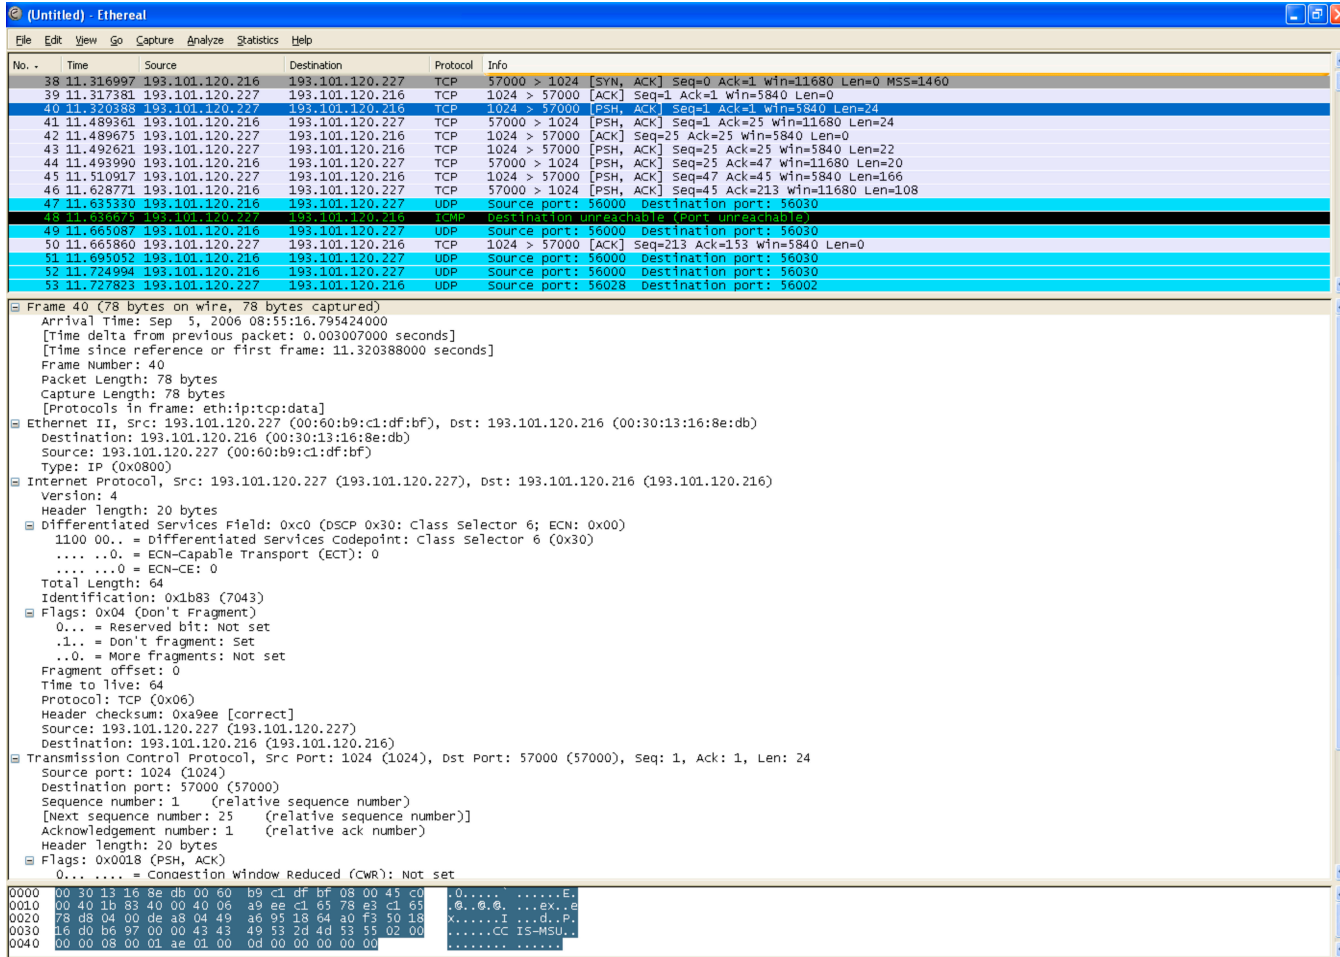 (Untitled) - Ethereal
File Edit View Go Capture Analyze Statistics Help
No. - Time Source Destination Protocol Info
38 11.316997 193.101.120.216 193.101.120.227 TCP 57000 > 1024 [SYN, ACK] Seq=0 Ack=1 Win=11680 Len=0 MSS=1460
39 11.317381 193.101.120.227 193.101.120.216 TCP 1024 > 57000 [ACK] Seq=1 Ack=1 Win=5840 Len=0
40 11.320388 193.101.120.227 193.101.120.216 TCP 1024 > 57000 [PSH, ACK] Seq=1 Ack=1 Win=5840 Len=24
41 11.489361 193.101.120.216 193.101.120.227 TCP 57000 > 1024 [PSH, ACK] Seq=1 Ack=25 Win=11680 Len=24
42 11.489675 193.101.120.227 193.101.120.216 TCP 1024 > 57000 [ACK] Seq=25 Ack=25 Win=5840 Len=0
43 11.492621 193.101.120.227 193.101.120.216 TCP 1024 > 57000 [PSH, ACK] Seq=25 Ack=25 Win=5840 Len=22
44 11.493990 193.101.120.216 193.101.120.227 TCP 57000 > 1024 [PSH, ACK] Seq=25 Ack=47 Win=11680 Len=20
45 11.510917 193.101.120.227 193.101.120.216 TCP 1024 > 57000 [PSH, ACK] Seq=47 Ack=45 Win=5840 Len=166
46 11.628771 193.101.120.216 193.101.120.227 TCP 57000 > 1024 [PSH, ACK] Seq=45 Ack=213 Win=11680 Len=108
47 11.635330 193.101.120.216 193.101.120.227 UDP Source port: 56000 Destination port: 56030
48 11.636675 193.101.120.227 193.101.120.216 ICMP Destination unreachable (Port unreachable)
49 11.665087 193.101.120.216 193.101.120.227 UDP Source port: 56000 Destination port: 56030
50 11.665860 193.101.120.227 193.101.120.216 TCP 1024 > 57000 [ACK] Seq=213 Ack=153 Win=5840 Len=0
51 11.695052 193.101.120.216 193.101.120.227 UDP Source port: 56000 Destination port: 56030
52 11.724994 193.101.120.216 193.101.120.227 UDP Source port: 56000 Destination port: 56030
53 11.727823 193.101.120.227 193.101.120.216 UDP Source port: 56028 Destination port: 56002
Frame 40 (78 bytes on wire, 78 bytes captured)
Arrival Time: Sep 5, 2006 08:55:16.795424000
[Time delta from previous packet: 0.003007000 seconds]
[Time since reference or first frame: 11.320388000 seconds]
Frame Number: 40
Packet Length: 78 bytes
Capture Length: 78 bytes
[Protocols in frame: eth:ip:tcp:data]
Ethernet II, Src: 193.101.120.227 (00:60:b9:c1:df:bf), Dst: 193.101.120.216 (00:30:13:16:8e:db)
Destination: 193.101.120.216 (00:30:13:16:8e:db)
Source: 193.101.120.227 (00:60:b9:c1:df:bf)
Type: IP (0x0800)
Internet Protocol, Src: 193.101.120.227 (193.101.120.227), Dst: 193.101.120.216 (193.101.120.216)
Version: 4
Header length: 20 bytes
Differentiated Services Field: 0xc0 (DSCP 0x30: Class Selector 6; ECN: 0x00)
1100 00.. = Differentiated Services Codepoint: Class Selector 6 (0x30)
.... ..0. = ECN-Capable Transport (ECT): 0
.... ...0 = ECN-CE: 0
Total Length: 64
Identification: 0x1b83 (7043)
Flags: 0x04 (Don't Fragment)
0... = Reserved bit: Not set
.1.. = Don't fragment: Set
..0. = More fragments: Not set
Fragment offset: 0
Time to live: 64
Protocol: TCP (0x06)
Header checksum: 0xa9ee [correct]
Source: 193.101.120.227 (193.101.120.227)
Destination: 193.101.120.216 (193.101.120.216)
Transmission Control Protocol, Src Port: 1024 (1024), Dst Port: 57000 (57000), Seq: 1, Ack: 1, Len: 24
Source port: 1024 (1024)
Destination port: 57000 (57000)
Sequence number: 1 (relative sequence number)
[Next sequence number: 25 (relative sequence number)]
Acknowledgement number: 1 (relative ack number)
Header length: 20 bytes
Flags: 0x0018 (PSH, ACK)
0... .... = Congestion Window Reduced (CWR): Not set
0000 00 30 13 16 8e db 00 60 b9 c1 df bf 08 00 45 c0 .0.....` ......E.
0010 00 40 1b 83 40 00 40 06 a9 ee c1 65 78 e3 c1 65 .@..@.@. ...ex..e
0020 78 d8 04 00 de a8 04 49 a6 95 18 64 a0 f3 50 18 x......I ...d..P.
0030 16 d0 b6 97 00 00 43 43 49 53 2d 4d 53 55 02 00 ......CC IS-MSU..
0040 00 00 08 00 01 ae 01 00 0d 00 00 00 00 00 ........ ......